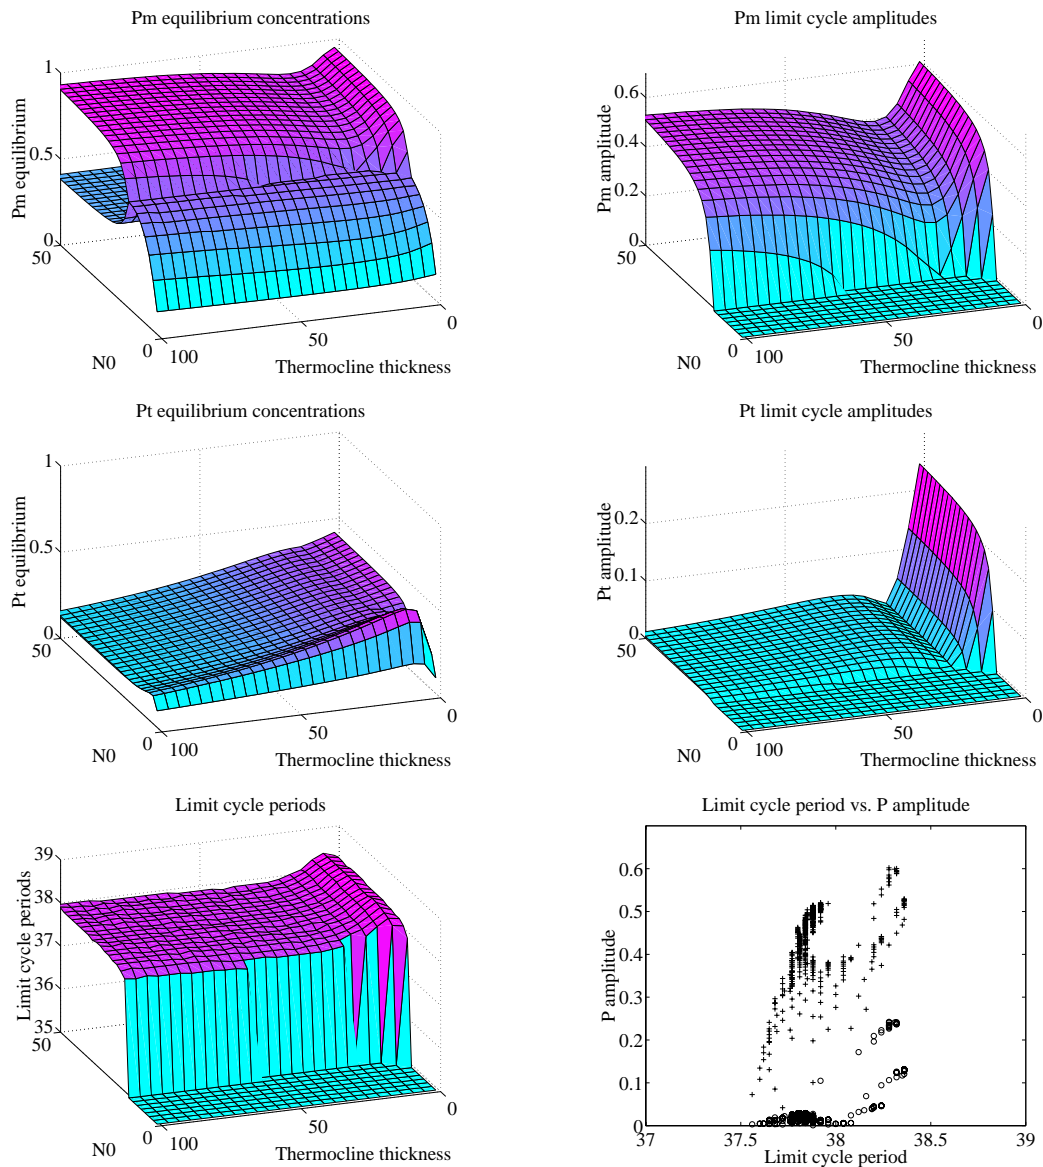 Pm equilibrium concentrations
Pm equilibrium
1
0.5
0
50
N0
0
100
50
0
Thermocline thickness
Pm limit cycle amplitudes
Pm amplitude
0.6
0.4
0.2
0
50
N0
0
100
50
0
Thermocline thickness
Pt equilibrium concentrations
Pt equilibrium
1
0.5
0
50
N0
0
100
50
0
Thermocline thickness
Pt limit cycle amplitudes
Pt amplitude
0.2
0.1
0
50
N0
0
100
50
0
Thermocline thickness
Limit cycle periods
Limit cycle periods
39
38
37
36
35
50
N0
0
100
50
0
Thermocline thickness
Limit cycle period vs. P amplitude
P amplitude
0.6
0.5
0.4
0.3
0.2
0.1
0
37
37.5
38
38.5
39
Limit cycle period